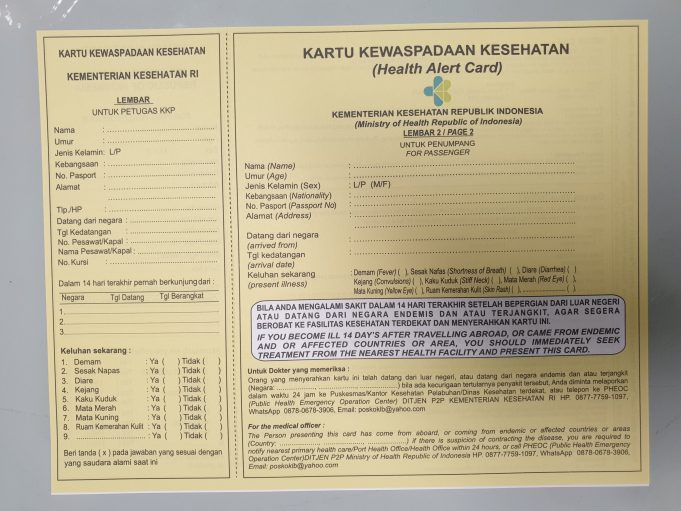 KARTU KEWASPADAAN KESEHATAN
KEMENTERIAN KESEHATAN RI
LEMBAR
UNTUK PETUGAS KKP
Nama :
Umur :
Jenis Kelamin: L/P
Kebangsaan :
No. Pasport :
Alamat :
Tlp./HP :
Datang dari negara :
Tgl Kedatangan :
No. Pesawat/Kapal :
Nama Pesawat/Kapal :
No. Kursi :
Dalam 14 hari terakhir pernah berkunjung dari :
Negara Tgl Datang Tgl Berangkat
1.
2.
3.
Keluhan sekarang :
1. Demam : Ya ( ) Tidak ( )
2. Sesak Napas : Ya ( ) Tidak ( )
3. Diare : Ya ( ) Tidak ( )
4. Kejang : Ya ( ) Tidak ( )
5. Kaku Kuduk : Ya ( ) Tidak ( )
6. Mata Merah : Ya ( ) Tidak ( )
7. Mata Kuning : Ya ( ) Tidak ( )
8. Ruam Kemerahan Kulit : Ya ( ) Tidak ( )
9. ............................ : Ya ( ) Tidak ( )
Beri tanda ( x ) pada jawaban yang sesuai dengan
yang saudara alami saat ini
KARTU KEWASPADAAN KESEHATAN
(Health Alert Card)
KEMENTERIAN KESEHATAN REPUBLIK INDONESIA
(Ministry of Health Republic of Indonesia)
LEMBAR 2 / PAGE 2
UNTUK PENUMPANG
FOR PASSENGER
Nama (Name) :
Umur (Age) :
Jenis Kelamin (Sex) : L/P (M/F)
Kebangsaan (Nationality) :
No. Pasport (Passport No) :
Alamat (Address) :
Datang dari negara :
(arrived from)
Tgl kedatangan :
(arrival date)
Keluhan sekarang : Demam (Fever) ( ), Sesak Nafas (Shortness of Breath) ( ), Diare (Diarrhea) ( )
(present illness) Kejang (Convulsions) ( ), Kaku Kuduk (Stiff Neck) ( ), Mata Merah (Red Eye) ( ),
Mata Kuning (Yellow Eye) ( ), Ruam Kemerahan Kulit (Skin Rash) ( ), ........................ ( )
BILA ANDA MENGALAMI SAKIT DALAM 14 HARI TERAKHIR SETELAH BEPERGIAN DARI LUAR NEGERI
ATAU DATANG DARI NEGARA ENDEMIS DAN ATAU TERJANGKIT, AGAR SEGERA
BEROBAT KE FASILITAS KESEHATAN TERDEKAT DAN MENYERAHKAN KARTU INI.
IF YOU BECOME ILL 14 DAY'S AFTER TRAVELLING ABROAD, OR CAME FROM ENDEMIC
AND OR AFFECTED COUNTRIES OR AREA, YOU SHOULD IMMEDIATELY SEEK
TREATMENT FROM THE NEAREST HEALTH FACILITY AND PRESENT THIS CARD.
Untuk Dokter yang memeriksa :
Orang yang menyerahkan kartu ini telah datang dari luar negeri, atau datang dari negara endemis dan atau terjangkit
(Negara: ..........................................) bila ada kecurigaan tertularnya penyakit tersebut, Anda diminta melaporkan
dalam waktu 24 jam ke Puskesmas/Kantor Kesehatan Pelabuhan/Dinas Kesehatan terdekat, atau telepon ke PHEOC
(Public Health Emergency Operation Center) DITJEN P2P KEMENTERIAN KESEHATAN RI HP. 0877-7759-1097,
WhatsApp 0878-0678-3906, Email: poskoklb@yahoo.com
For the medical officer :
The Person presenting this card has come from aboard, or coming from endemic or affected countries or areas
(Country: ..........................................) if there is suspicion of contracting the disease, you are required to
notify nearest primary health care/Port Health Office/Health Office within 24 hours, or call PHEOC (Public Health Emergency
Operation Center)DITJEN P2P Ministry of Health Republic of Indonesia HP. 0877-7759-1097, WhatsApp 0878-0678-3906,
Email: poskoklb@yahoo.com